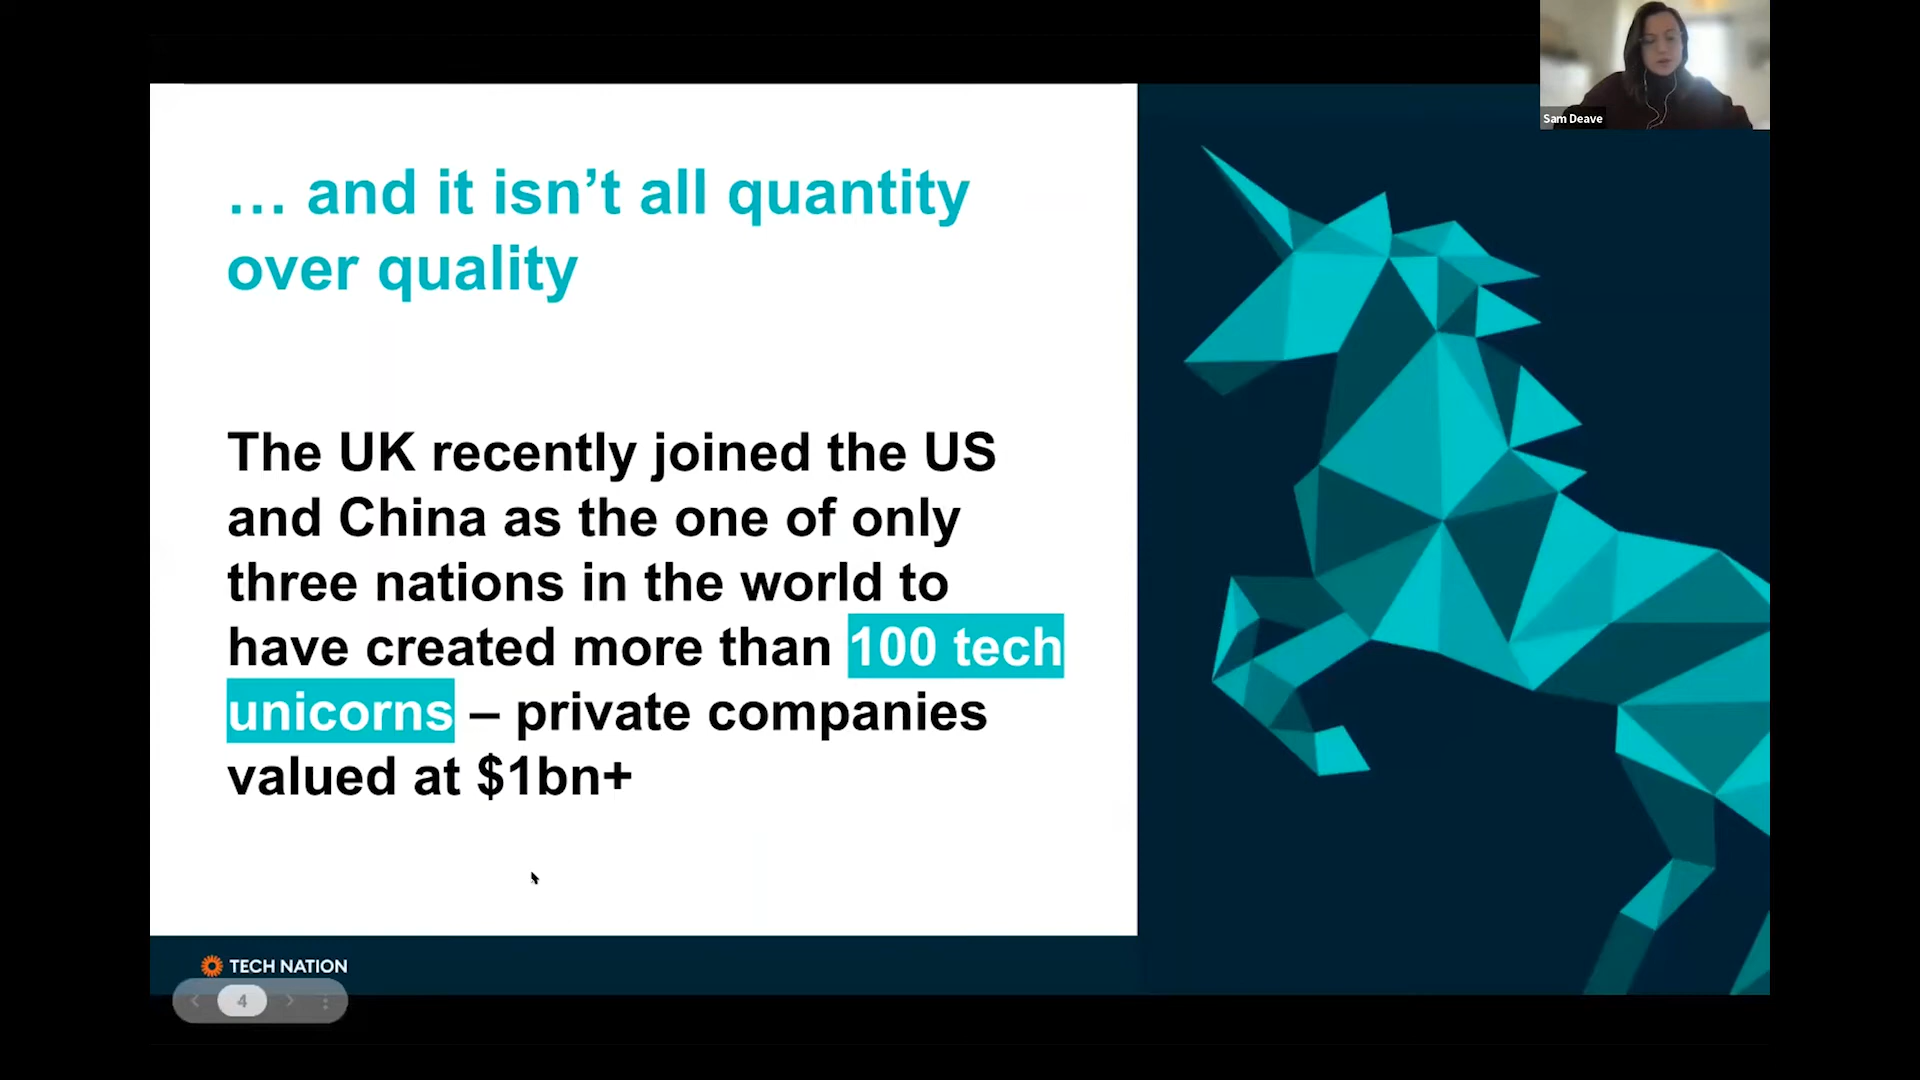 Sam Deave
… and it isn’t all quantity
over quality
The UK recently joined the US
and China as the one of only
three nations in the world to
have created more than 100 tech
unicorns – private companies
valued at $1bn+
TECH NATION
4